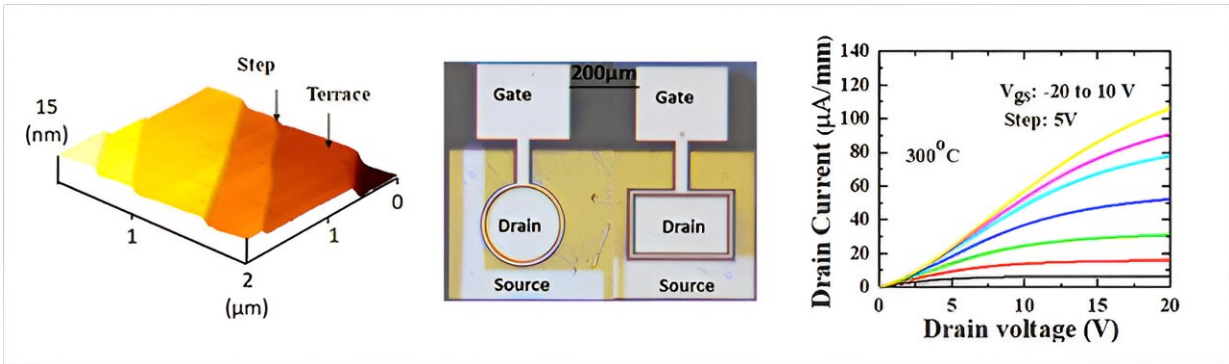 Step
Terrace
15
(nm)
0
1
1
2
(μm)
200μm
Gate
Gate
Drain
Drain
Source
Source
Drain Current (μA/mm)
140
120
100
80
60
40
20
0
Vgs: -20 to 10 V
Step: 5V
300°C
0
5
10
15
20
Drain voltage (V)